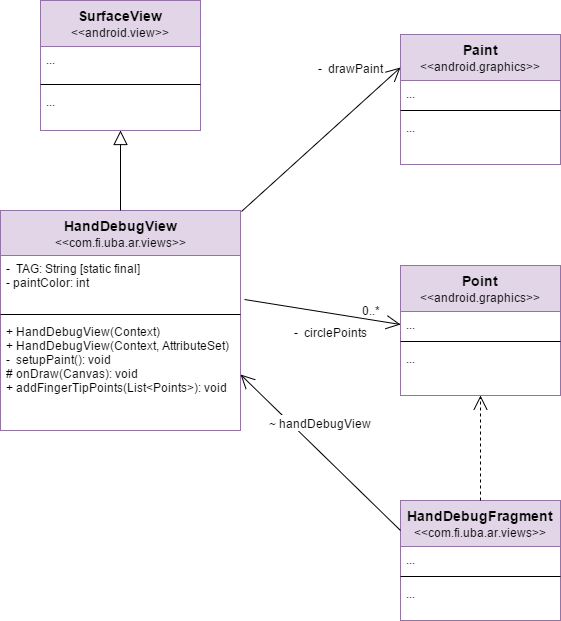 SurfaceView
<<android.view>>
...
...
Paint
<<android.graphics>>
...
...
- drawPaint
HandDebugView
<<com.fi.uba.ar.views>>
- TAG: String [static final]
- paintColor: int
+ HandDebugView(Context)
+ HandDebugView(Context, AttributeSet)
- setupPaint(): void
# onDraw(Canvas): void
+ addFingerTipPoints(List<Points>): void
Point
<<android.graphics>>
...
...
0..*
- circlePoints
~ handDebugView
HandDebugFragment
<<com.fi.uba.ar.views>>
...
...